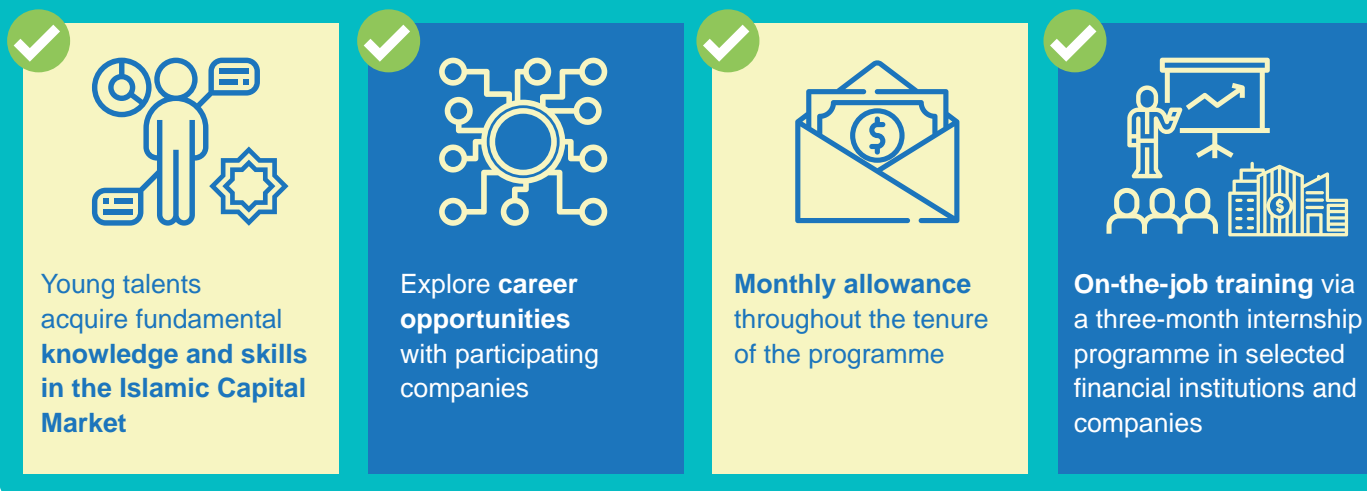 Young talents
acquire fundamental
knowledge and skills
in the Islamic Capital
Market
Explore career
opportunities
with participating
companies
Monthly allowance
throughout the tenure
of the programme
On-the-job training via
a three-month internship
programme in selected
financial institutions and
companies